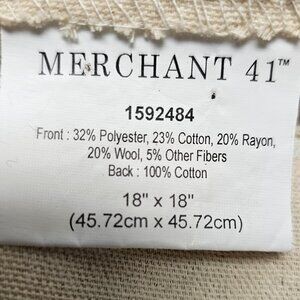 MERCHANT 41™
1592484
Front : 32% Polyester, 23% Cotton, 20% Rayon,
20% Wool, 5% Other Fibers
Back : 100% Cotton
18" x 18"
(45.72cm x 45.72cm)